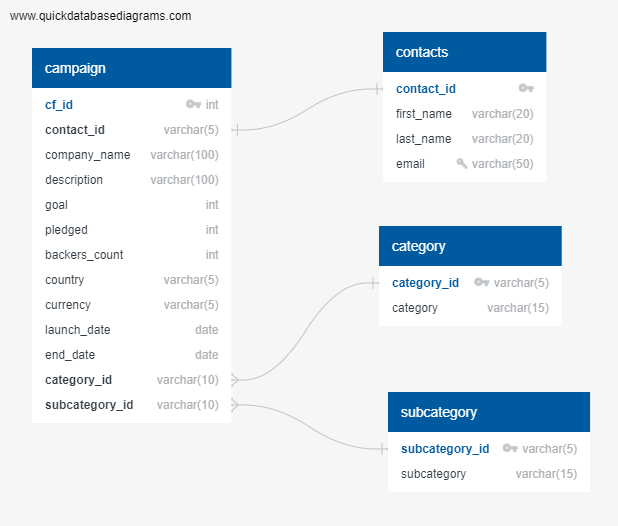 www.quickdatabasediagrams.com
campaign
cf_id int
contact_id varchar(5)
company_name varchar(100)
description varchar(100)
goal int
pledged int
backers_count int
country varchar(5)
currency varchar(5)
launch_date date
end_date date
category_id varchar(10)
subcategory_id varchar(10)
contacts
contact_id
first_name varchar(20)
last_name varchar(20)
email varchar(50)
category
category_id varchar(5)
category varchar(15)
subcategory
subcategory_id varchar(5)
subcategory varchar(15)